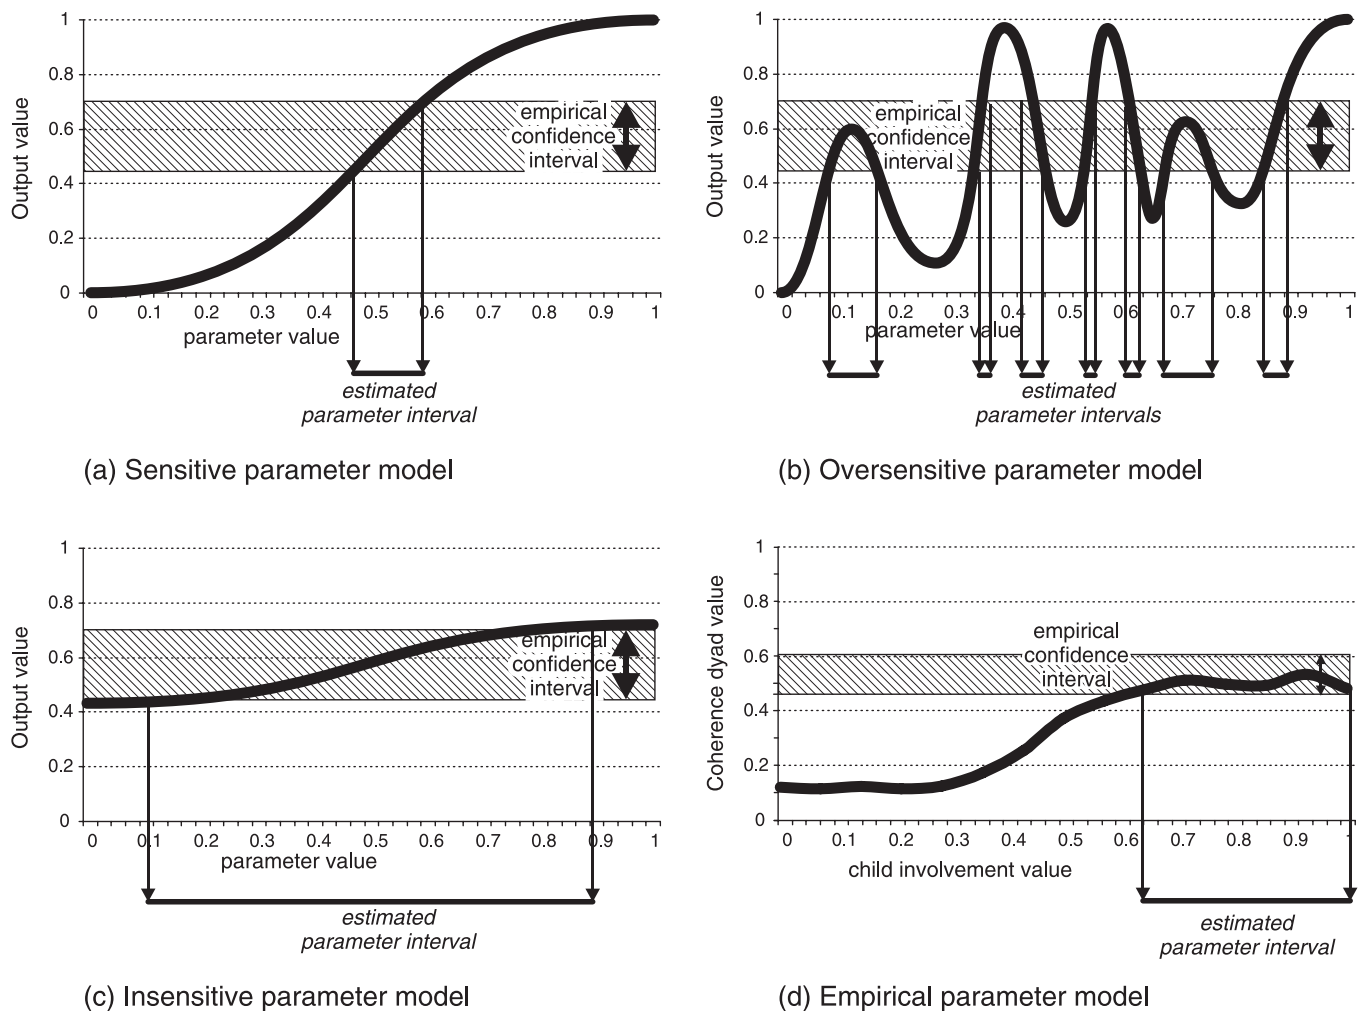 1
0.8
0.6
0.4
0.2
0
Output value
empirical
confidence
interval
0 0.1 0.2 0.3 0.4 0.5 0.6 0.7 0.8 0.9 1
parameter value
estimated
parameter interval
(a) Sensitive parameter model
1
0.8
0.6
0.4
0.2
0
Output value
empirical
confidence
interval
0 0.1 0.2 0.3 0.4 0.5 0.6 0.7 0.8 0.9 1
parameter value
estimated
parameter intervals
(b) Oversensitive parameter model
1
0.8
0.6
0.4
0.2
0
Output value
empirical
confidence
interval
0 0.1 0.2 0.3 0.4 0.5 0.6 0.7 0.8 0.9 1
parameter value
estimated
parameter interval
(c) Insensitive parameter model
1
0.8
0.6
0.4
0.2
0
Coherence dyad value
empirical
confidence
interval
0 0.1 0.2 0.3 0.4 0.5 0.6 0.7 0.8 0.9
child involvement value
estimated
parameter interval
(d) Empirical parameter model